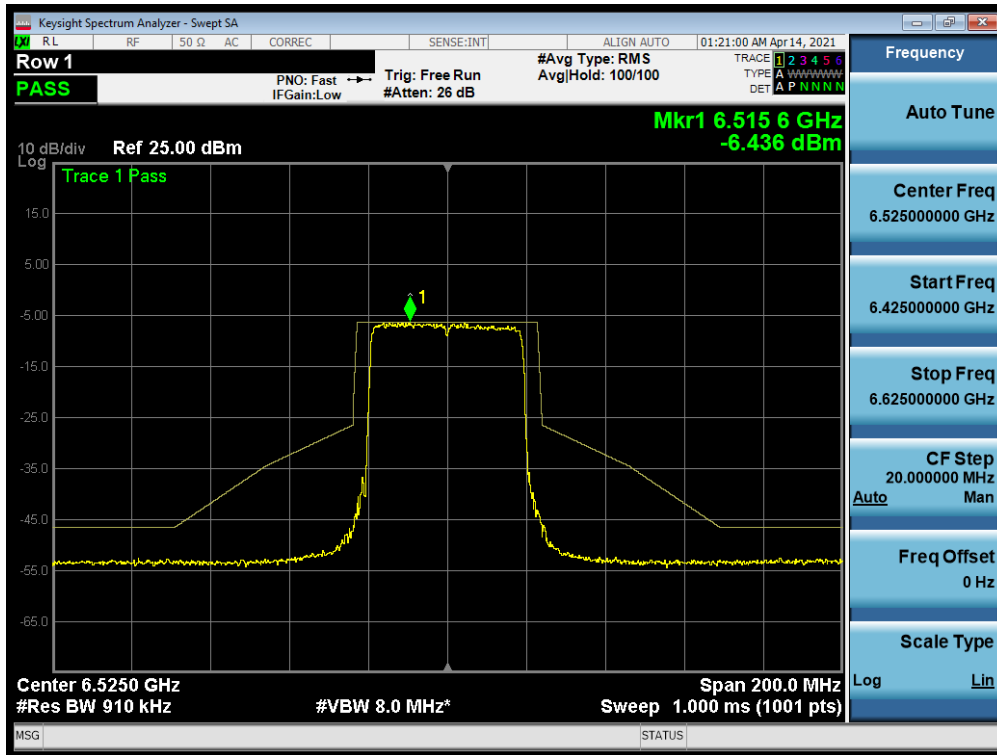 Keysight Spectrum Analyzer - Swept SA
LXI RL RF 50 Ω AC CORREC SENSE:INT ALIGN AUTO 01:21:00 AM Apr 14, 2021
Row 1
PASS
PNO: Fast
IFGain:Low
Trig: Free Run
#Atten: 26 dB
#Avg Type: RMS
Avg|Hold: 100/100
TRACE 1 2 3 4 5 6
TYPE A WWWWW
DET A P N N N N
Mkr1 6.515 6 GHz
-6.436 dBm
10 dB/div Ref 25.00 dBm
Log
Trace 1 Pass
15.0
5.00
-5.00
-15.0
-25.0
-35.0
-45.0
-55.0
-65.0
1
Center 6.5250 GHz Span 200.0 MHz
#Res BW 910 kHz #VBW 8.0 MHz* Sweep 1.000 ms (1001 pts)
MSG STATUS
Frequency
Auto Tune
Center Freq
6.525000000 GHz
Start Freq
6.425000000 GHz
Stop Freq
6.625000000 GHz
CF Step
20.000000 MHz
Auto Man
Freq Offset
0 Hz
Scale Type
Log Lin